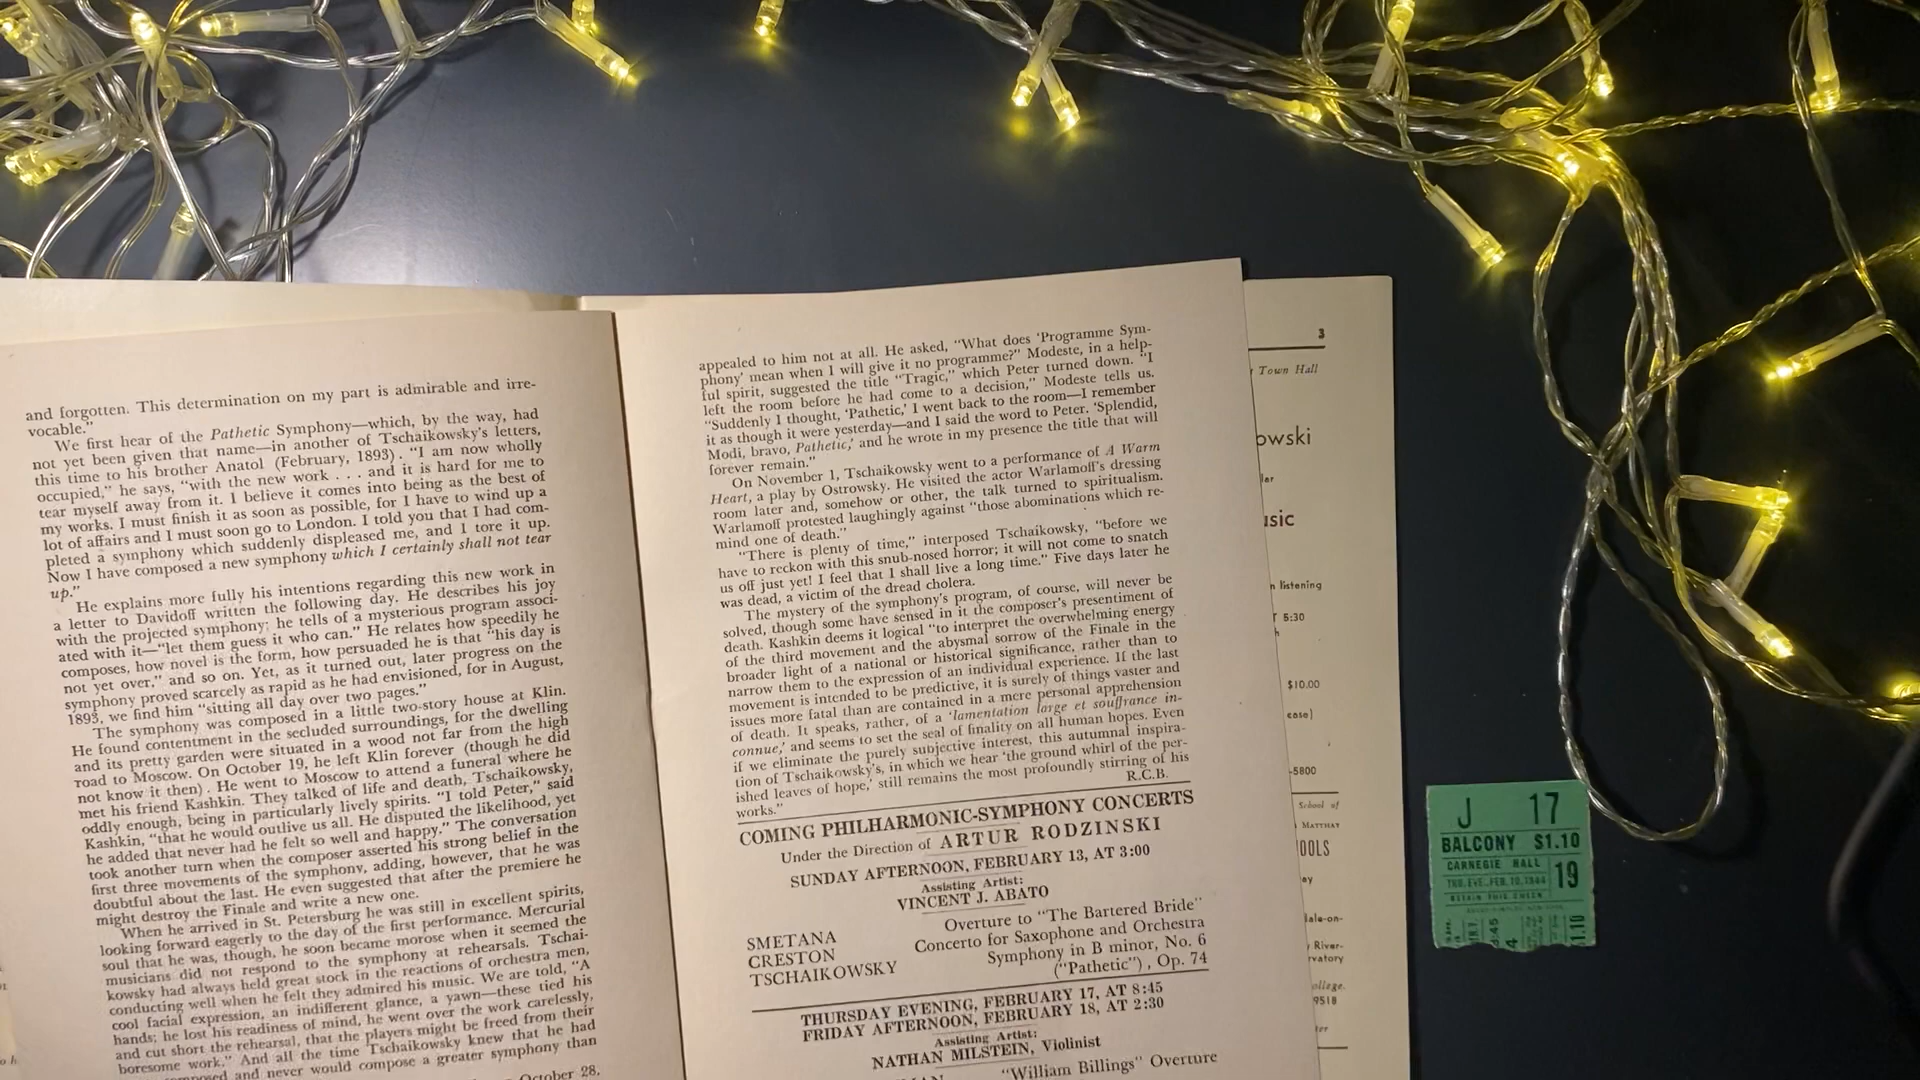 and forgotten. This determination on my part is admirable and irre-
vocable."
We first hear of the Pathetic Symphony—which, by the way, had
not yet been given that name—in another of Tschaikowsky's letters,
this time to his brother Anatol (February, 1893). "I am now wholly
occupied," he says, "with the new work . . . and it is hard for me to
tear myself away from it. I believe it comes into being as the best of
my works. I must finish it as soon as possible, for I have to wind up a
lot of affairs and I must soon go to London. I told you that I had com-
pleted a symphony which suddenly displeased me, and I tore it up.
Now I have composed a new symphony which I certainly shall not tear
up."
He explains more fully his intentions regarding this new work in
a letter to Davidoff written the following day. He describes his joy
with the projected symphony; he tells of a mysterious program associ-
ated with it—"let them guess it who can." He relates how speedily he
composes, how novel is the form, how persuaded he is that "his day is
not yet over," and so on. Yet, as it turned out, later progress on the
symphony proved scarcely as rapid as he had envisioned, for in August,
1893, we find him "sitting all day over two pages."
The symphony was composed in a little two-story house at Klin.
He found contentment in the secluded surroundings, for the dwelling
and its pretty garden were situated in a wood not far from the high
road to Moscow. On October 19, he left Klin forever (though he did
not know it then). He went to Moscow to attend a funeral where he
met his friend Kashkin. They talked of life and death, Tschaikowsky,
oddly enough, being in particularly lively spirits. "I told Peter," said
Kashkin, "that he would outlive us all. He disputed the likelihood, yet
he added that never had he felt so well and happy." The conversation
took another turn when the composer asserted his strong belief in the
first three movements of the symphony, adding, however, that he was
doubtful about the last. He even suggested that after the premiere he
might destroy the Finale and write a new one.
When he arrived in St. Petersburg he was still in excellent spirits,
looking forward eagerly to the day of the first performance. Mercurial
soul that he was, though, he soon became morose when it seemed the
musicians did not respond to the symphony at rehearsals. Tschai-
kowsky had always held great stock in the reactions of orchestra men,
conducting well when he felt they admired his music. We are told, "A
cool facial expression, an indifferent glance, a yawn—these tied his
hands; he lost his readiness of mind, he went over the work carelessly,
and cut short the rehearsal, that the players might be freed from their
boresome work." And all the time Tschaikowsky knew that he had
and never would compose a greater symphony than
October 28.
appealed to him not at all. He asked, "What does 'Programme Sym-
phony' mean when I will give it no programme?" Modeste, in a help-
ful spirit, suggested the title "Tragic," which Peter turned down. "I
left the room before he had come to a decision," Modeste tells us.
"Suddenly I thought, 'Pathetic,' I went back to the room—I remember
it as though it were yesterday—and I said the word to Peter. 'Splendid,
Modi, bravo, Pathetic,' and he wrote in my presence the title that will
forever remain."
On November 1, Tschaikowsky went to a performance of A Warm
Heart, a play by Ostrowsky. He visited the actor Warlamoff's dressing
room later and, somehow or other, the talk turned to spiritualism.
Warlamoff protested laughingly against "those abominations which re-
mind one of death."
"There is plenty of time," interposed Tschaikowsky, "before we
have to reckon with this snub-nosed horror; it will not come to snatch
us off just yet! I feel that I shall live a long time." Five days later he
was dead, a victim of the dread cholera.
The mystery of the symphony's program, of course, will never be
solved, though some have sensed in it the composer's presentiment of
death. Kashkin deems it logical "to interpret the overwhelming energy
of the third movement and the abysmal sorrow of the Finale in the
broader light of a national or historical significance, rather than to
narrow them to the expression of an individual experience. If the last
movement is intended to be predictive, it is surely of things vaster and
issues more fatal than are contained in a mere personal apprehension
of death. It speaks, rather, of a 'lamentation large et souffrance in-
connue,' and seems to set the seal of finality on all human hopes. Even
if we eliminate the purely subjective interest, this autumnal inspira-
tion of Tschaikowsky's, in which we hear 'the ground whirl of the per-
ished leaves of hope,' still remains the most profoundly stirring of his
works."
R.C.B.
COMING PHILHARMONIC-SYMPHONY CONCERTS
Under the Direction of ARTUR RODZINSKI
SUNDAY AFTERNOON, FEBRUARY 13, AT 3:00
Assisting Artist:
VINCENT J. ABATO
SMETANA Overture to "The Bartered Bride"
CRESTON Concerto for Saxophone and Orchestra
TSCHAIKOWSKY Symphony in B minor, No. 6
("Pathetic"), Op. 74
THURSDAY EVENING, FEBRUARY 17, AT 8:45
FRIDAY AFTERNOON, FEBRUARY 18, AT 2:30
Assisting Artist:
NATHAN MILSTEIN, Violinist
"William Billings" Overture
3
Town Hall
owski
usic
listening
5:30
$10.00
-5800
School of
MATTHAY
OOLS
River-
9518
J 17
BALCONY $1.10
CARNEGIE HALL
THU. EVE., FEB. 10, 1944
19
RETAIN THIS CHECK
1.10